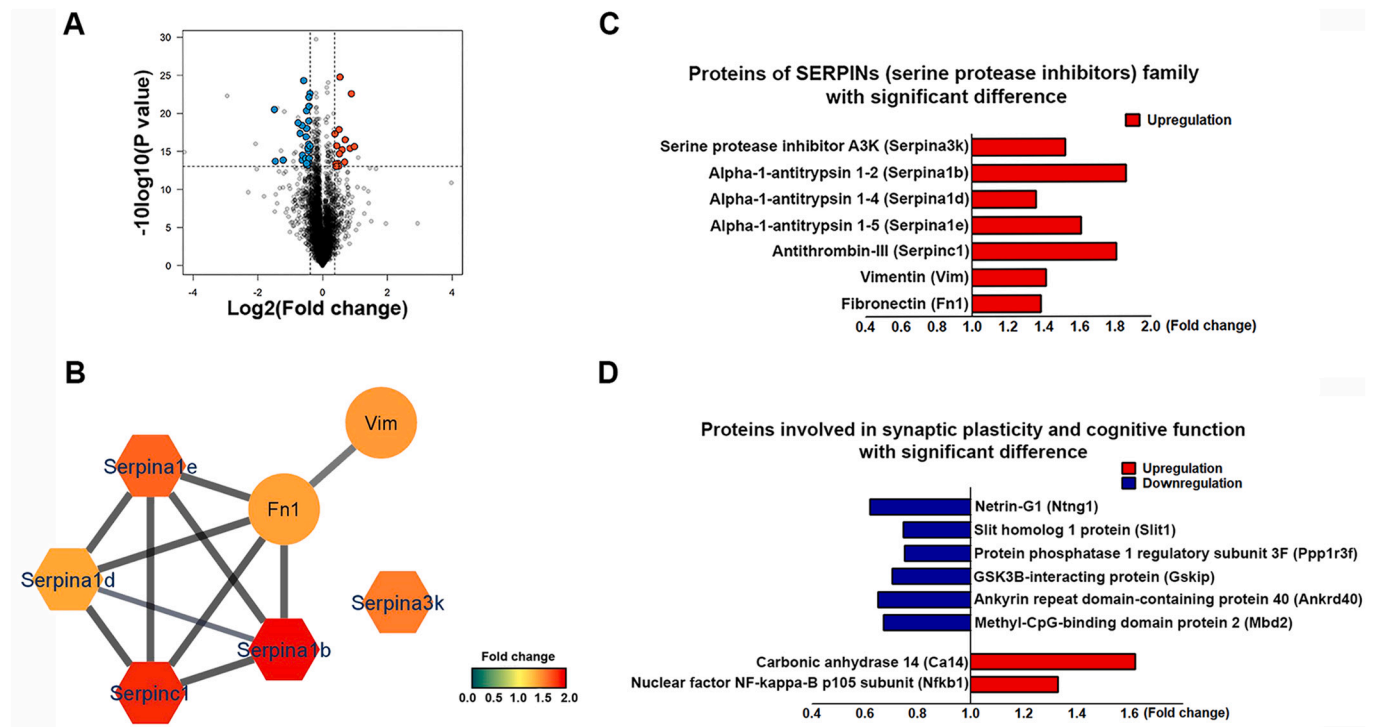 A
-10log10(P value)
30
25
20
15
10
5
0
-4
-2
0
2
4
Log2(Fold change)
B
Vim
Serpina1e
Fn1
Serpina1d
Serpina3k
Serpina1b
Serpinc1
Fold change
0.0 0.5 1.0 1.5 2.0
C
Proteins of SERPINs (serine protease inhibitors) family
with significant difference
Upregulation
Serine protease inhibitor A3K (Serpina3k)
Alpha-1-antitrypsin 1-2 (Serpina1b)
Alpha-1-antitrypsin 1-4 (Serpina1d)
Alpha-1-antitrypsin 1-5 (Serpina1e)
Antithrombin-III (Serpinc1)
Vimentin (Vim)
Fibronectin (Fn1)
0.4 0.6 0.8 1.0 1.2 1.4 1.6 2.0 (Fold change)
D
Proteins involved in synaptic plasticity and cognitive function
with significant difference
Upregulation
Downregulation
Netrin-G1 (Ntng1)
Slit homolog 1 protein (Slit1)
Protein phosphatase 1 regulatory subunit 3F (Ppp1r3f)
GSK3B-interacting protein (Gskip)
Ankyrin repeat domain-containing protein 40 (Ankrd40)
Methyl-CpG-binding domain protein 2 (Mbd2)
Carbonic anhydrase 14 (Ca14)
Nuclear factor NF-kappa-B p105 subunit (Nfkb1)
0.4 0.6 0.8 1.0 1.2 1.4 1.6 (Fold change)